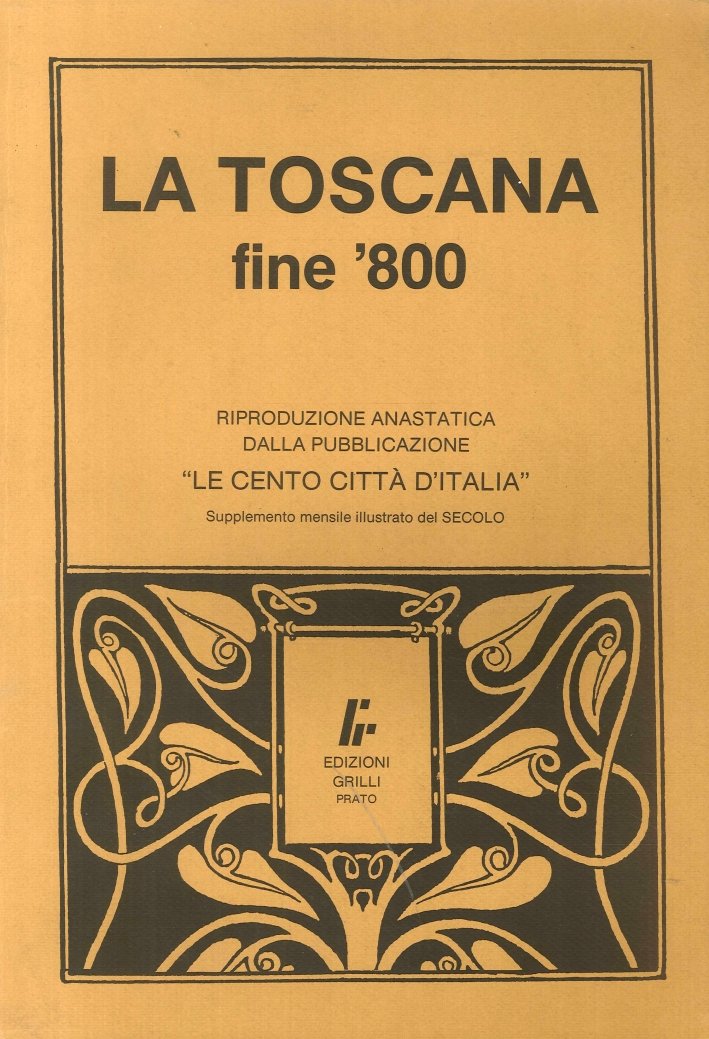 LA TOSCANA
fine '800
RIPRODUZIONE ANASTATICA
DALLA PUBBLICAZIONE
“LE CENTO CITTÀ D'ITALIA”
Supplemento mensile illustrato del SECOLO
EDIZIONI
GRILLI
PRATO